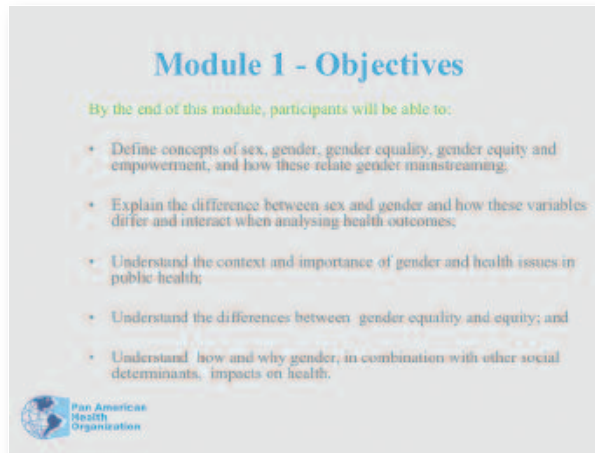 Module 1 - Objectives
By the end of this module, participants will be able to:
• Define concepts of sex, gender, gender equality, gender equity and
empowerment, and how these relate gender mainstreaming;
• Explain the difference between sex and gender and how these variables
differ and interact when analysing health outcomes;
• Understand the context and importance of gender and health issues in
public health;
• Understand the differences between gender equality and equity; and
• Understand how and why gender, in combination with other social
determinants, impacts on health.
Pan American
Health
Organization